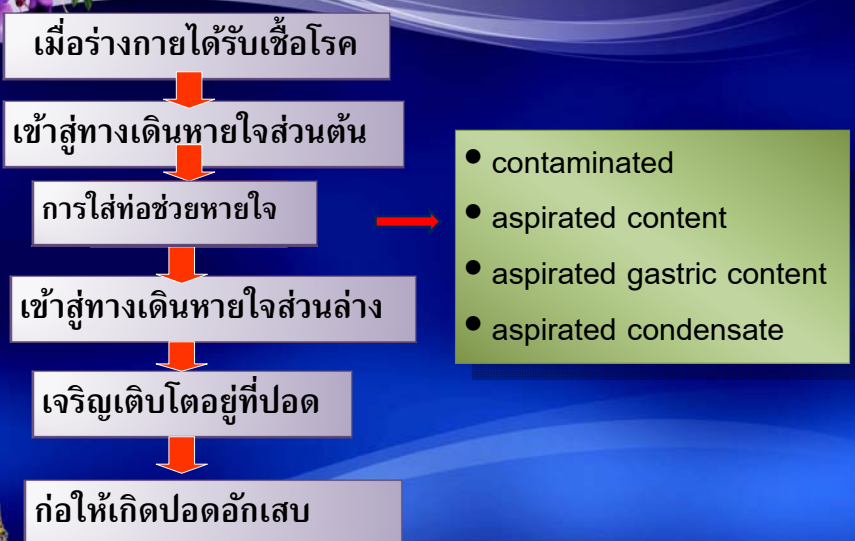 เมื่อร่างกายได้รับเชื้อโรค
เข้าสู่ทางเดินหายใจส่วนต้น
การใส่ท่อช่วยหายใจ
เข้าสู่ทางเดินหายใจส่วนล่าง
เจริญเติบโตอยู่ที่ปอด
ก่อให้เกิดปอดอักเสบ
• contaminated
• aspirated content
• aspirated gastric content
• aspirated condensate